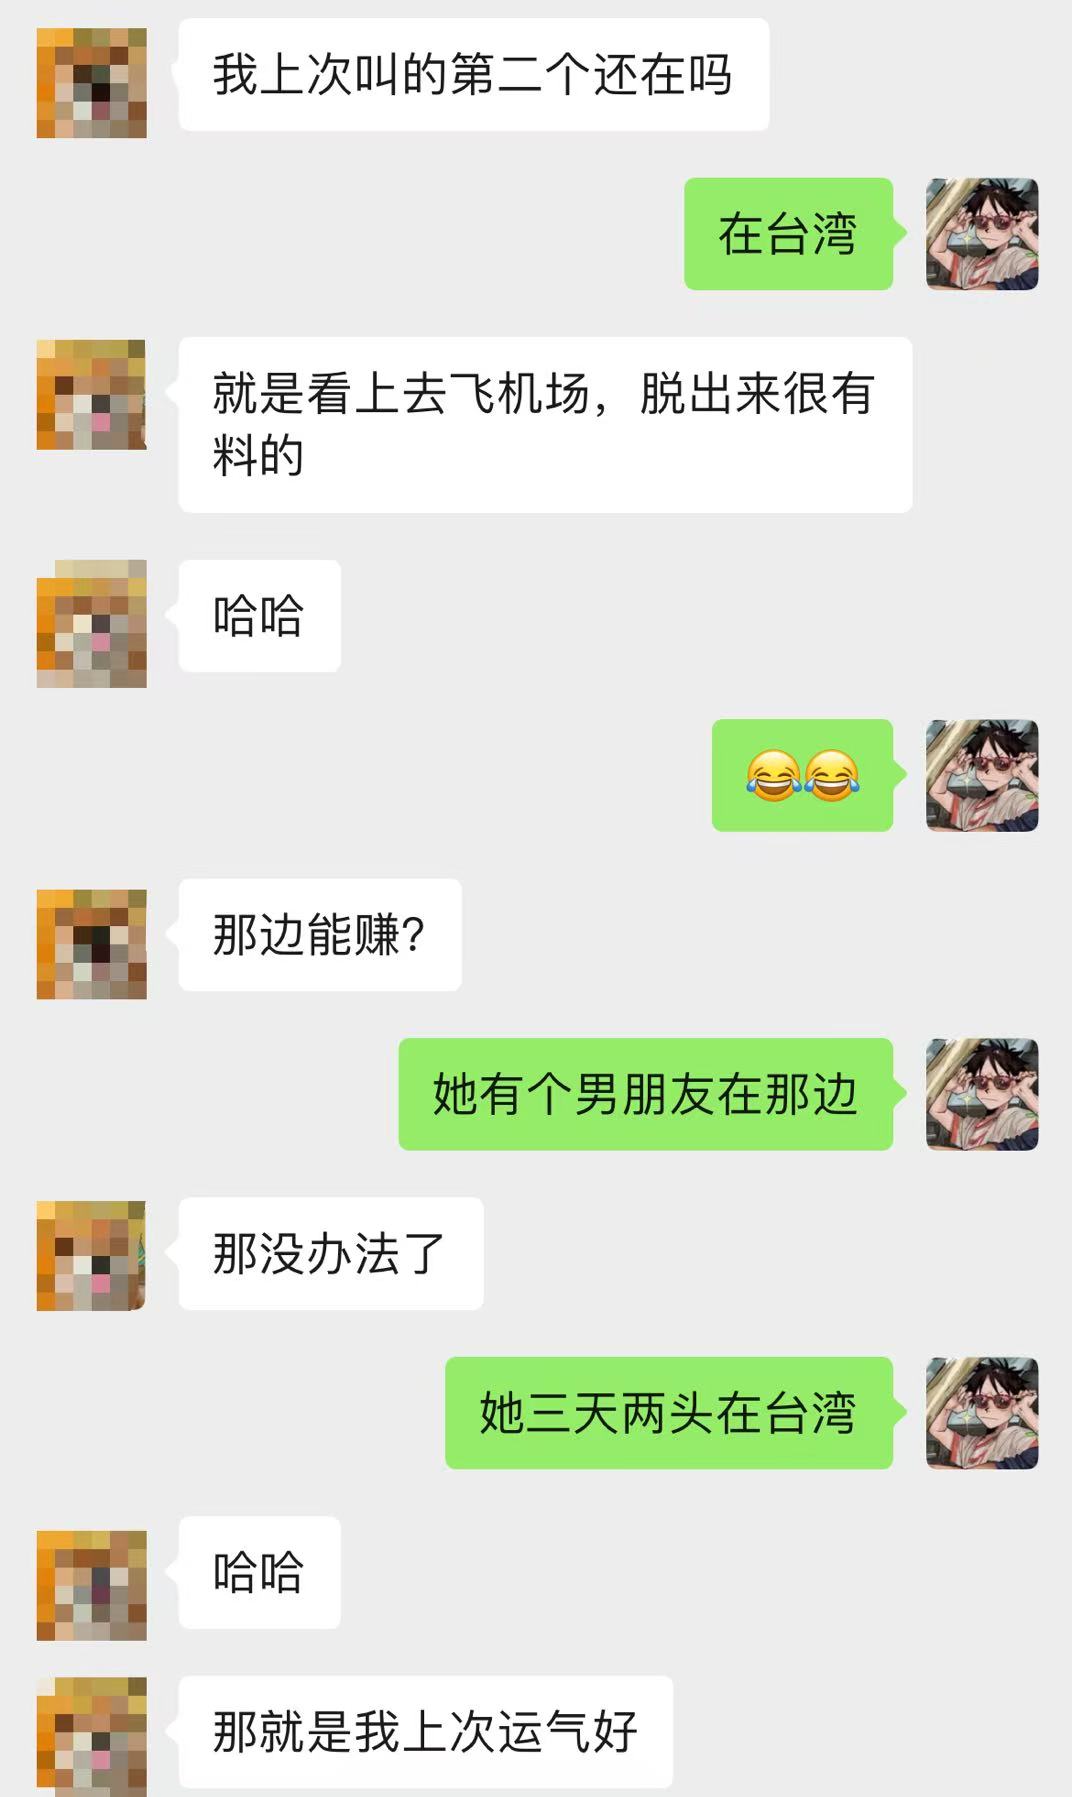 我上次叫的第二个还在吗
在台湾
就是看上去飞机场，脱出来很有
料的
哈哈
😂😂
那边能赚?
她有个男朋友在那边
那没办法了
她三天两头在台湾
哈哈
那就是我上次运气好